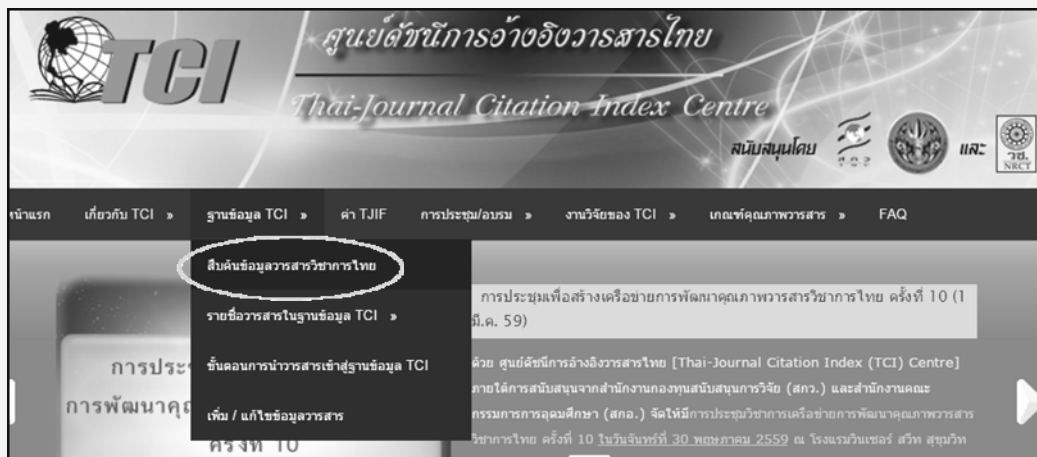 TCI
ศูนย์ดัชนีการอ้างอิงวารสารไทย
Thai-Journal Citation Index Centre
สนับสนุนโดย สกว และ วช. NRCT
หน้าแรก เกี่ยวกับ TCI » ฐานข้อมูล TCI » ค่า TJIF การประชุม/อบรม » งานวิจัยของ TCI » เกณฑ์คุณภาพวารสาร » FAQ
สืบค้นข้อมูลวารสารวิชาการไทย
รายชื่อวารสารในฐานข้อมูล TCI »
ขั้นตอนการนำวารสารเข้าสู่ฐานข้อมูล TCI
เพิ่ม / แก้ไขข้อมูลวารสาร
การประ
การพัฒนาคุณ
ครั้งที่ 10
การประชุมเพื่อสร้างเครือข่ายการพัฒนาคุณภาพวารสารวิชาการไทย ครั้งที่ 10 (1
มี.ค. 59)
ด้วย ศูนย์ดัชนีการอ้างอิงวารสารไทย [Thai-Journal Citation Index (TCI) Centre]
ภายใต้การสนับสนุนจากสำนักงานกองทุนสนับสนุนการวิจัย (สกว.) และสำนักงานคณะ
กรรมการการอุดมศึกษา (สกอ.) จัดให้มีการประชุมวิชาการเครือข่ายการพัฒนาคุณภาพวารสาร
วิชาการไทย ครั้งที่ 10 ในวันจันทร์ที่ 30 พฤษภาคม 2559 ณ โรงแรมวินเซอร์ สวีท สุขุมวิท